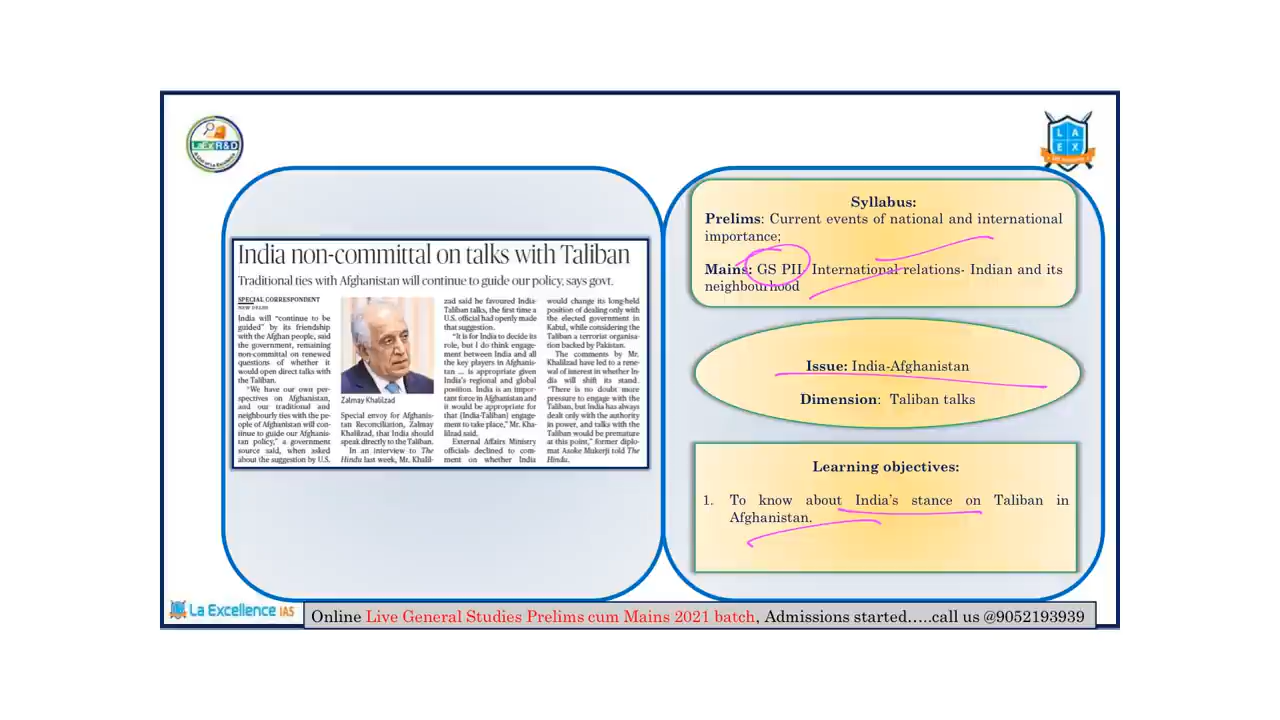 LaEx R&D
A Unit of La Excellence
L A
E X
India non-committal on talks with Taliban
Traditional ties with Afghanistan will continue to guide our policy, says govt.
SPECIAL CORRESPONDENT
NEW DELHI
India will "continue to be
guided" by its friendship
with the Afghan people, said
the government, remaining
non-committal on renewed
questions of whether it
would open direct talks with
the Taliban.
"We have our own per-
spectives on Afghanistan,
and our traditional and
neighbourly ties with the pe-
ople of Afghanistan will con-
tinue to guide our Afghanis-
tan policy," a government
source said, when asked
about the suggestion by U.S.
Zalmay Khalilzad
Special envoy for Afghanis-
tan Reconciliation, Zalmay
Khalilzad, that India should
speak directly to the Taliban.
In an interview to The
Hindu last week, Mr. Khalil-
zad said he favoured India-
Taliban talks, the first time a
U.S. official had openly made
that suggestion.
"It is for India to decide its
role, but I do think engage-
ment between India and all
the key players in Afghanis-
tan ... is appropriate given
India's regional and global
position. India is an impor-
tant force in Afghanistan and
it would be appropriate for
that (India-Taliban) engage-
ment to take place," Mr. Kha-
lilzad said.
External Affairs Ministry
officials declined to com-
ment on whether India
would change its long-held
position of dealing only with
the elected government in
Kabul, while considering the
Taliban a terrorist organisa-
tion backed by Pakistan.
The comments by Mr.
Khalilzad have led to a rene-
wal of interest in whether In-
dia will shift its stand.
"There is no doubt more
pressure to engage with the
Taliban, but India has always
dealt only with the authority
in power, and talks with the
Taliban would be premature
at this point," former diplo-
mat Asoke Mukerji told The
Hindu.
Syllabus:
Prelims: Current events of national and international
importance;
Mains: GS PII International relations- Indian and its
neighbourhood
Issue: India-Afghanistan
Dimension: Taliban talks
Learning objectives:
1. To know about India's stance on Taliban in
Afghanistan.
La Excellence IAS
Online Live General Studies Prelims cum Mains 2021 batch, Admissions started…..call us @9052193939